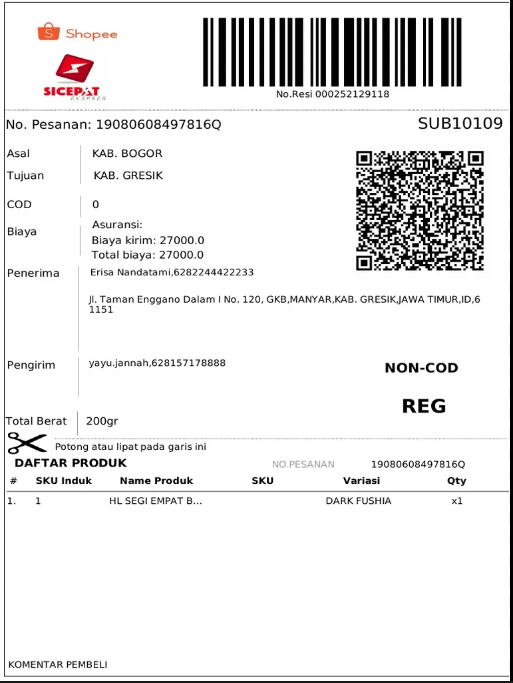 Shopee
SICEPAT
EKSPRES
No.Resi 000252129118
No. Pesanan: 19080608497816Q
SUB10109
Asal KAB. BOGOR
Tujuan KAB. GRESIK
COD 0
Biaya Asuransi:
Biaya kirim: 27000.0
Total biaya: 27000.0
Penerima Erisa Nandatami,6282244422233
Jl. Taman Enggano Dalam I No. 120, GKB,MANYAR,KAB. GRESIK,JAWA TIMUR,ID,6
1151
Pengirim yayu.jannah,628157178888
NON-COD
REG
Total Berat 200gr
Potong atau lipat pada garis ini
DAFTAR PRODUK NO.PESANAN 19080608497816Q
# SKU Induk Name Produk SKU Variasi Qty
1. 1 HL SEGI EMPAT B... DARK FUSHIA x1
KOMENTAR PEMBELI